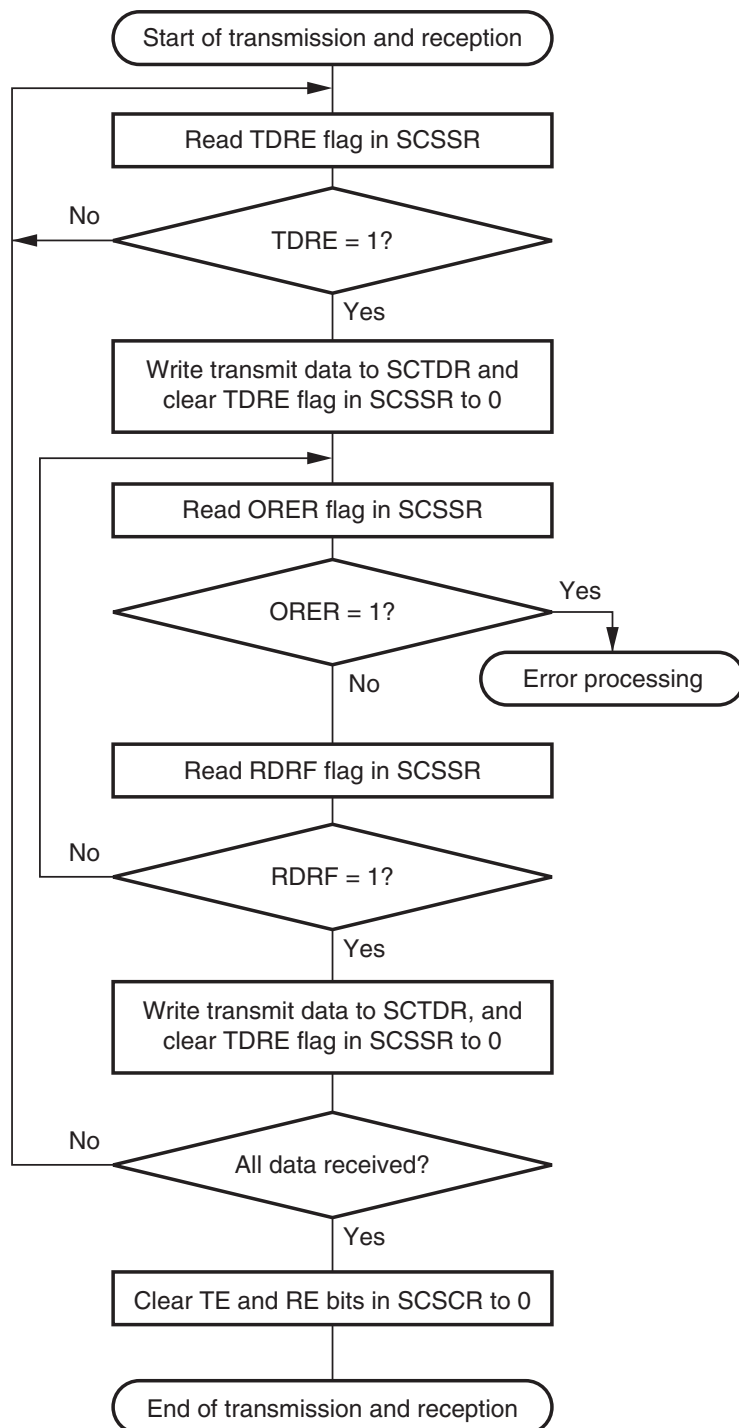 Start of transmission and reception
Read TDRE flag in SCSSR
No
TDRE = 1?
Yes
Write transmit data to SCTDR and
clear TDRE flag in SCSSR to 0
Read ORER flag in SCSSR
Yes
ORER = 1?
Error processing
No
Read RDRF flag in SCSSR
No
RDRF = 1?
Yes
Write transmit data to SCTDR, and
clear TDRE flag in SCSSR to 0
No
All data received?
Yes
Clear TE and RE bits in SCSCR to 0
End of transmission and reception